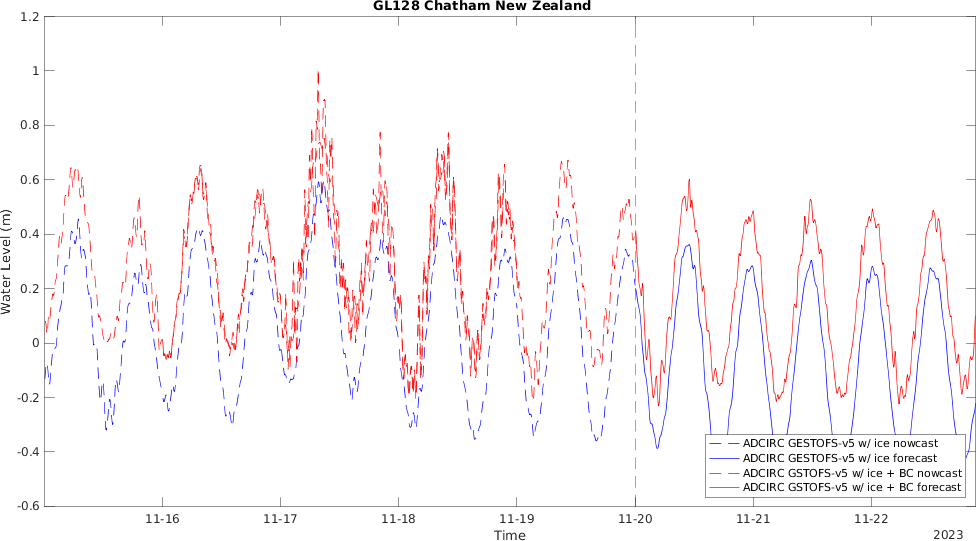 GL128 Chatham New Zealand
1.2
1
0.8
0.6
0.4
0.2
0
-0.2
-0.4
-0.6
Water Level (m)
ADCIRC GESTOFS-v5 w/ ice nowcast
ADCIRC GESTOFS-v5 w/ ice forecast
ADCIRC GSTOFS-v5 w/ ice + BC nowcast
ADCIRC GSTOFS-v5 w/ ice + BC forecast
11-16 11-17 11-18 11-19 11-20 11-21 11-22
Time
2023